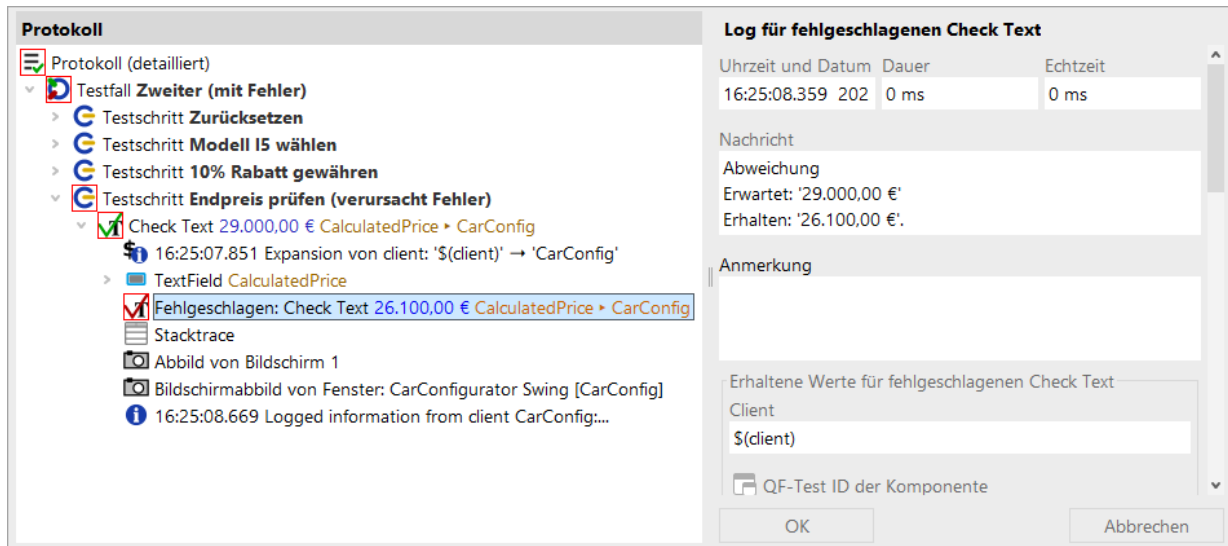 Protokoll
Protokoll (detailliert)
Testfall Zweiter (mit Fehler)
Testschritt Zurücksetzen
Testschritt Modell I5 wählen
Testschritt 10% Rabatt gewähren
Testschritt Endpreis prüfen (verursacht Fehler)
Check Text 29.000,00 € CalculatedPrice ‣ CarConfig
16:25:07.851 Expansion von client: '$(client)' → 'CarConfig'
TextField CalculatedPrice
Fehlgeschlagen: Check Text 26.100,00 € CalculatedPrice ‣ CarConfig
Stacktrace
Abbild von Bildschirm 1
Bildschirmabbild von Fenster: CarConfigurator Swing [CarConfig]
16:25:08.669 Logged information from client CarConfig:...
Log für fehlgeschlagenen Check Text
Uhrzeit und Datum Dauer Echtzeit
16:25:08.359 202 0 ms 0 ms
Nachricht
Abweichung
Erwartet: '29.000,00 €'
Erhalten: '26.100,00 €'.
Anmerkung
Erhaltene Werte für fehlgeschlagenen Check Text
Client
$(client)
QF-Test ID der Komponente
OK Abbrechen